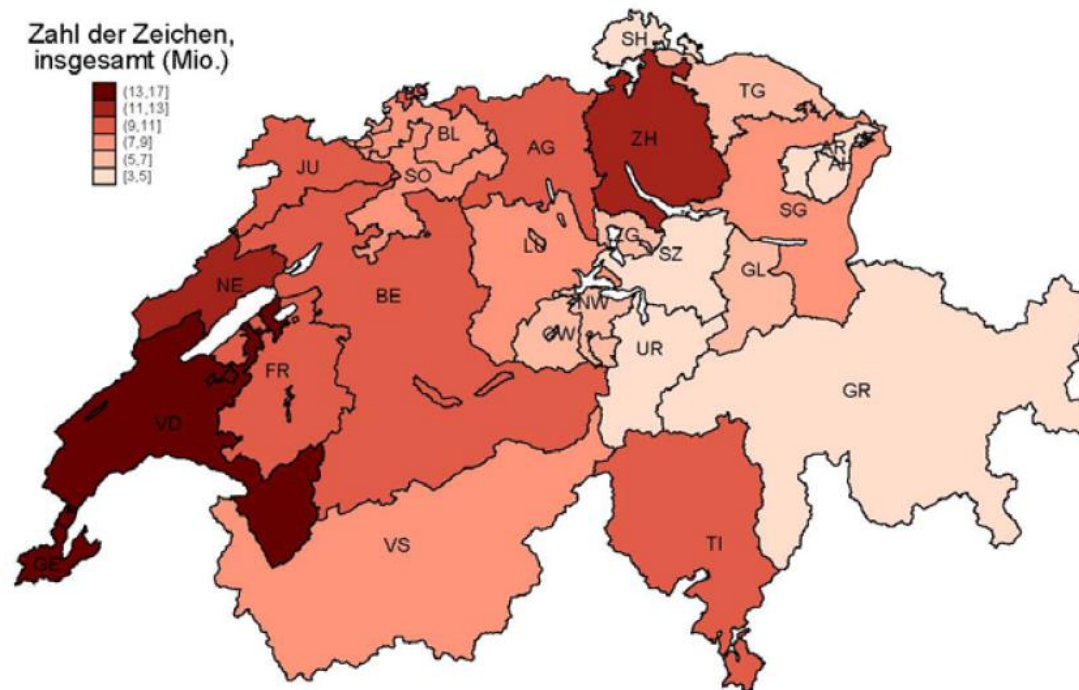 Zahl der Zeichen,
insgesamt (Mio.)
(13,17]
(11,13]
(9,11]
(7,9]
(5,7]
[3,5]
SH
TG
BS
BL
AG
ZH
AR
AI
JU
SO
SG
LU
ZG
SZ
GL
NE
BE
NW
OW
UR
FR
GR
VD
VS
TI
GE